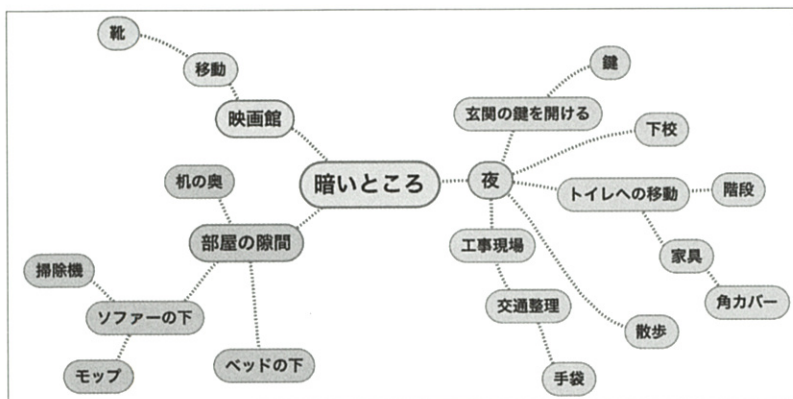 靴
移動
映画館
鍵
玄関の鍵を開ける
下校
机の奥
暗いところ
夜
トイレへの移動
階段
部屋の隙間
工事現場
家具
掃除機
ソファーの下
交通整理
角カバー
散歩
モップ
ベッドの下
手袋